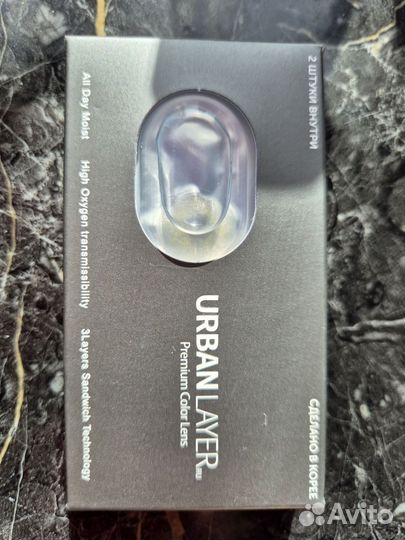 2 ШТУКИ ВНУТРИ
СДЕЛАНО В КОРЕЕ
URBAN LAYER
Premium Color Lens
All Day Moist
High Oxygen transmissibility
3Layers Sandwich Technology
Avito